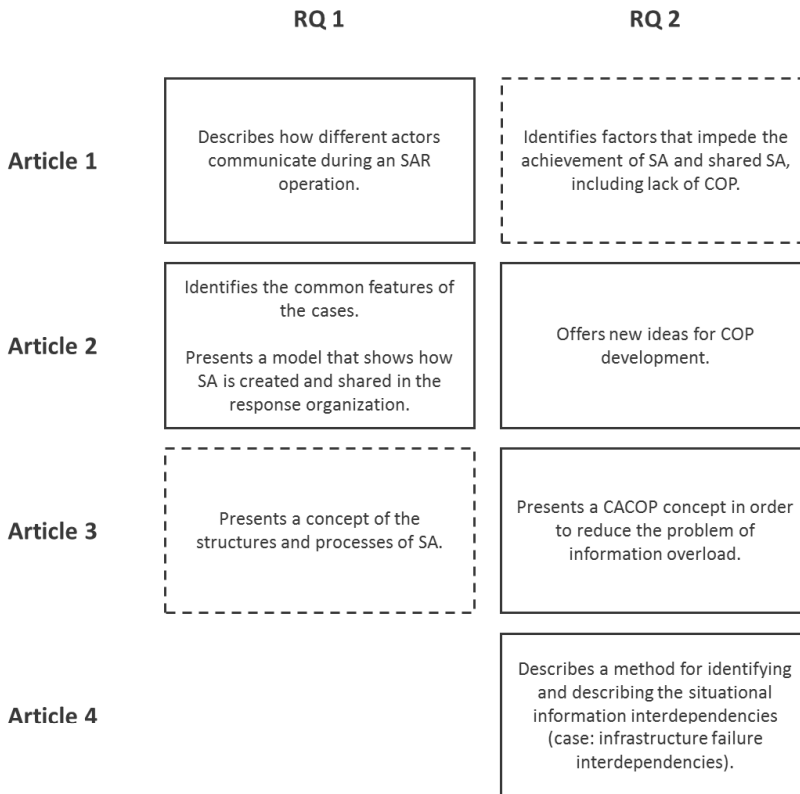 RQ 1
RQ 2
Article 1
Describes how different actors
communicate during an SAR
operation.
Identifies factors that impede the
achievement of SA and shared SA,
including lack of COP.
Article 2
Identifies the common features of
the cases.
Presents a model that shows how
SA is created and shared in the
response organization.
Offers new ideas for COP
development.
Article 3
Presents a concept of the
structures and processes of SA.
Presents a CACOP concept in order
to reduce the problem of
information overload.
Article 4
Describes a method for identifying
and describing the situational
information interdependencies
(case: infrastructure failure
interdependencies).